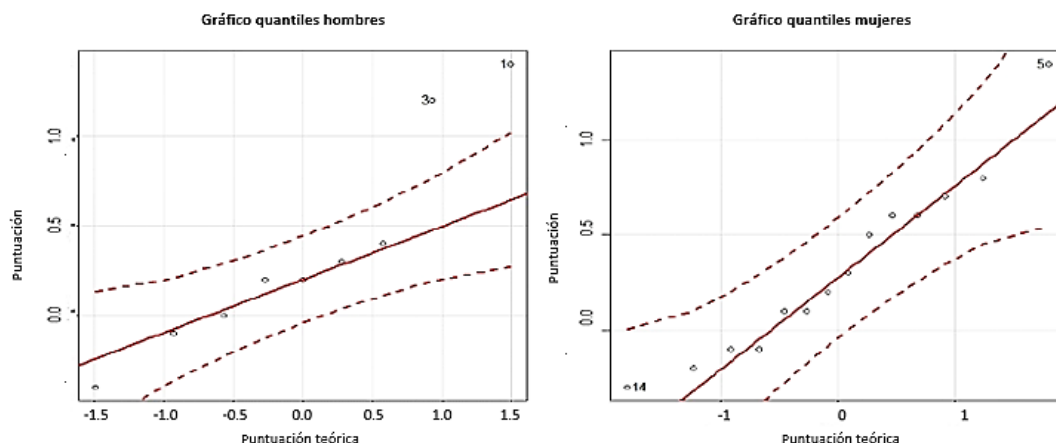 Gráfico quantiles hombres
Puntuación
1.0
0.5
0.0
1
3
-1.5 -1.0 -0.5 0.0 0.5 1.0 1.5
Puntuación teórica
Gráfico quantiles mujeres
Puntuación
1.0
0.5
0.0
5
14
-1 0 1
Puntuación teórica